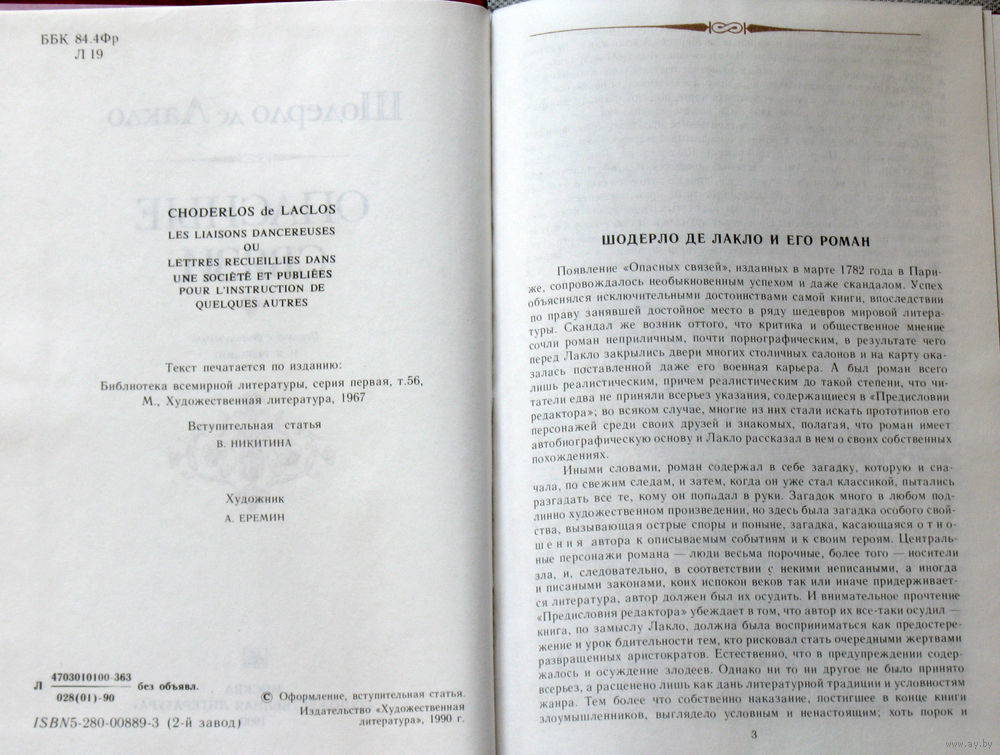 ББК 84.4Фр
Л 19
CHODERLOS de LACLOS
LES LIAISONS DANCEREUSES
OU
LETTRES RECUEILLIES DANS
UNE SOCIÉTÉ ET PUBLIÉES
POUR L'INSTRUCTION DE
QUELQUES AUTRES
Текст печатается по изданию:
Библиотека всемирной литературы, серия первая, т.56,
М., Художественная литература, 1967
Вступительная статья
В. НИКИТИНА
Художник
А. ЕРЕМИН
Л 4703010100-363
028(01)-90 без объявл.
ISBN5-280-00889-3 (2-й завод)
© Оформление, вступительная статья.
Издательство «Художественная
литература», 1990 г.
ШОДЕРЛО ДЕ ЛАКЛО И ЕГО РОМАН
Появление «Опасных связей», изданных в марте 1782 года в Пари-
же, сопровождалось необыкновенным успехом и даже скандалом. Успех
объяснялся исключительными достоинствами самой книги, впоследствии
по праву занявшей достойное место в ряду шедевров мировой литера-
туры. Скандал же возник оттого, что критика и общественное мнение
сочли роман неприличным, почти порнографическим, в результате чего
перед Лакло закрылись двери многих столичных салонов и на карту ока-
залась поставленной даже его военная карьера. А был роман всего
лишь реалистическим, причем реалистическим до такой степени, что чи-
татели едва не приняли всерьез указания, содержащиеся в «Предисловии
редактора»; во всяком случае, многие из них стали искать прототипов его
персонажей среди своих друзей и знакомых, полагая, что роман имеет
автобиографическую основу и Лакло рассказал в нем о своих собственных
похождениях.
Иными словами, роман содержал в себе загадку, которую и сна-
чала, по свежим следам, и затем, когда он уже стал классикой, пытались
разгадать все те, кому он попадал в руки. Загадок много в любом под-
линно художественном произведении, но здесь была загадка особого свой-
ства, вызывающая острые споры и поныне, загадка, касающаяся отно-
шения автора к описываемым событиям и к своим героям. Централь-
ные персонажи романа — люди весьма порочные, более того — носители
зла, и, следовательно, в соответствии с некими неписаными, а иногда
и писаными законами, коих испокон веков так или иначе придерживает-
ся литература, автор должен был их осудить. И внимательное прочтение
«Предисловия редактора» убеждает в том, что автор их все-таки осудил —
книга, по замыслу Лакло, должна была восприниматься как предостере-
жение и урок бдительности тем, кто рисковал стать очередными жертвами
развращенных аристократов. Естественно, что в предупреждении содер-
жалось и осуждение злодеев. Однако ни то ни другое не было принято
всерьез, а расценено лишь как дань литературной традиции и условностям
жанра. Тем более что собственно наказание, постигшее в конце книги
злоумышленников, выглядело условным и ненастоящим; хоть порок и
3
www.ay.by